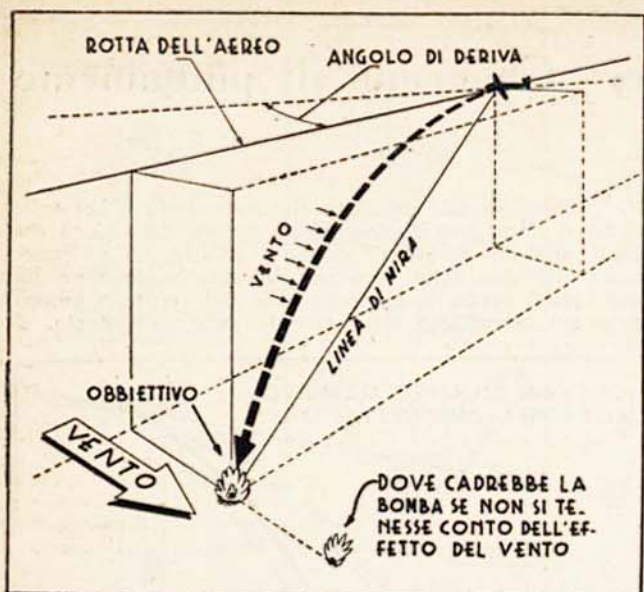 ROTTA DELL'AEREO
ANGOLO DI DERIVA
VENTO
LINEA DI MIRA
OBBIETTIVO
VENTO
DOVE CADREBBE LA
BOMBA SE NON SI TE-
NESSE CONTO DELL'EF-
FETTO DEL VENTO